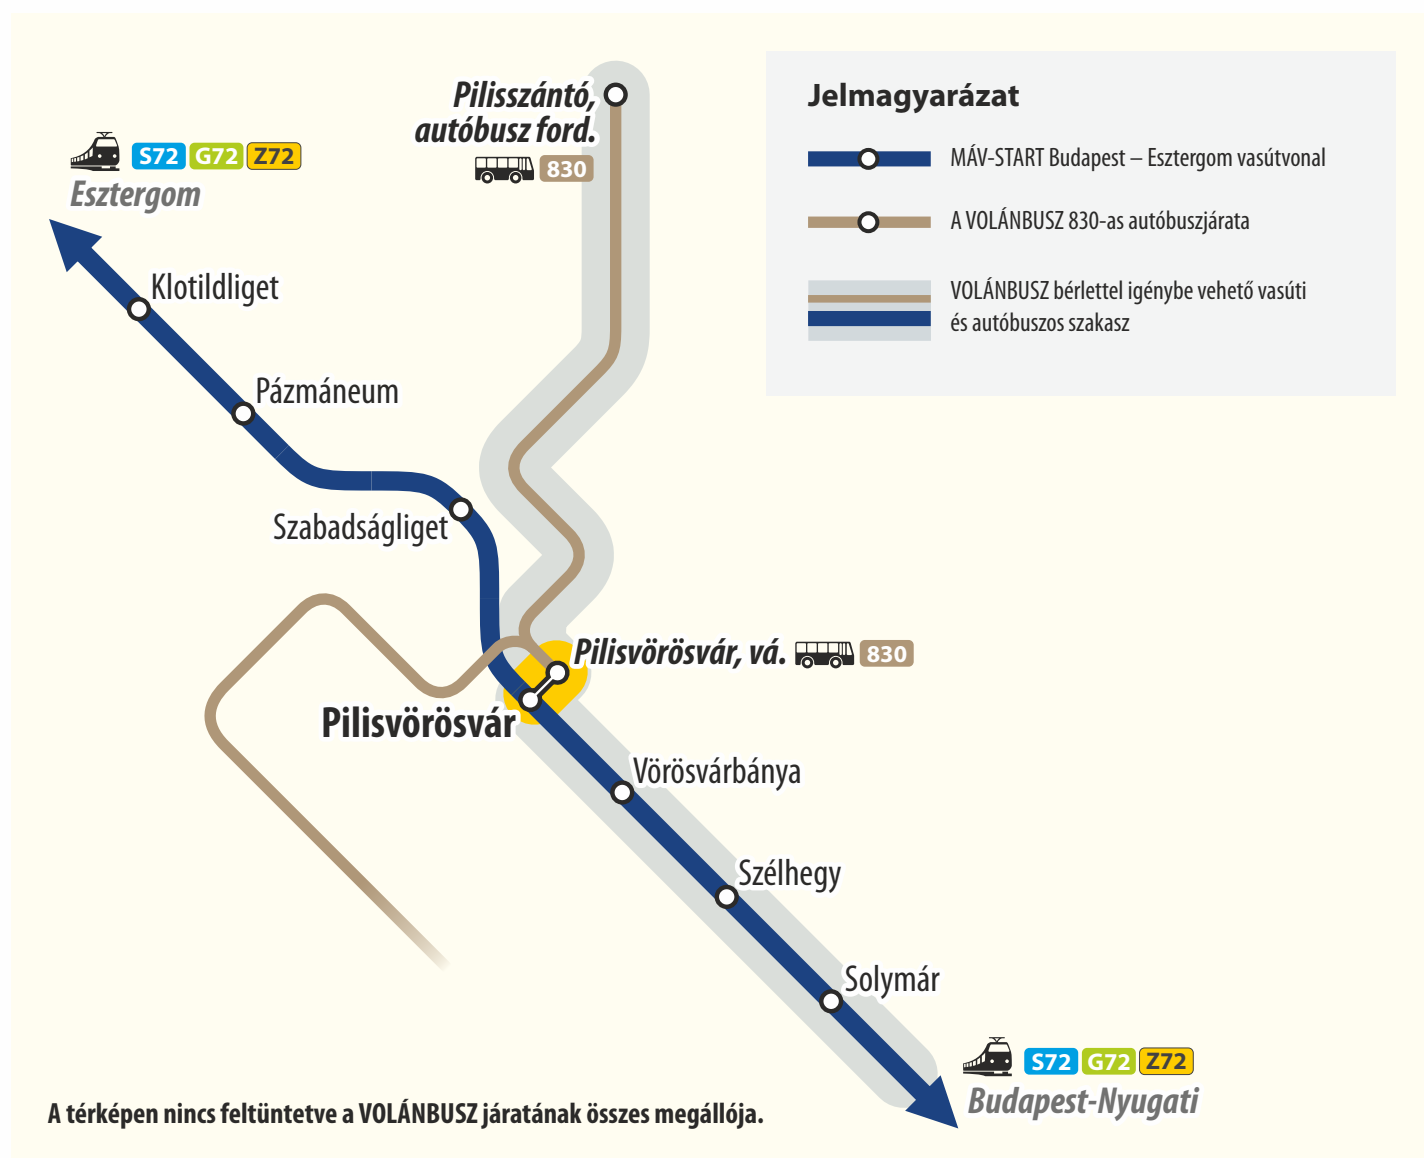 Pilisszántó,
autóbusz ford.
830
S72 G72 Z72
Esztergom
Jelmagyarázat
MÁV-START Budapest – Esztergom vasútvonal
A VOLÁNBUSZ 830-as autóbuszjárata
VOLÁNBUSZ bérlettel igénybe vehető vasúti
és autóbuszos szakasz
Klotildliget
Pázmáneum
Szabadságliget
Pilisvörösvár, vá. 830
Pilisvörösvár
Vörösvárbánya
Szélhegy
Solymár
S72 G72 Z72
Budapest-Nyugati
A térképen nincs feltüntetve a VOLÁNBUSZ járatának összes megállója.